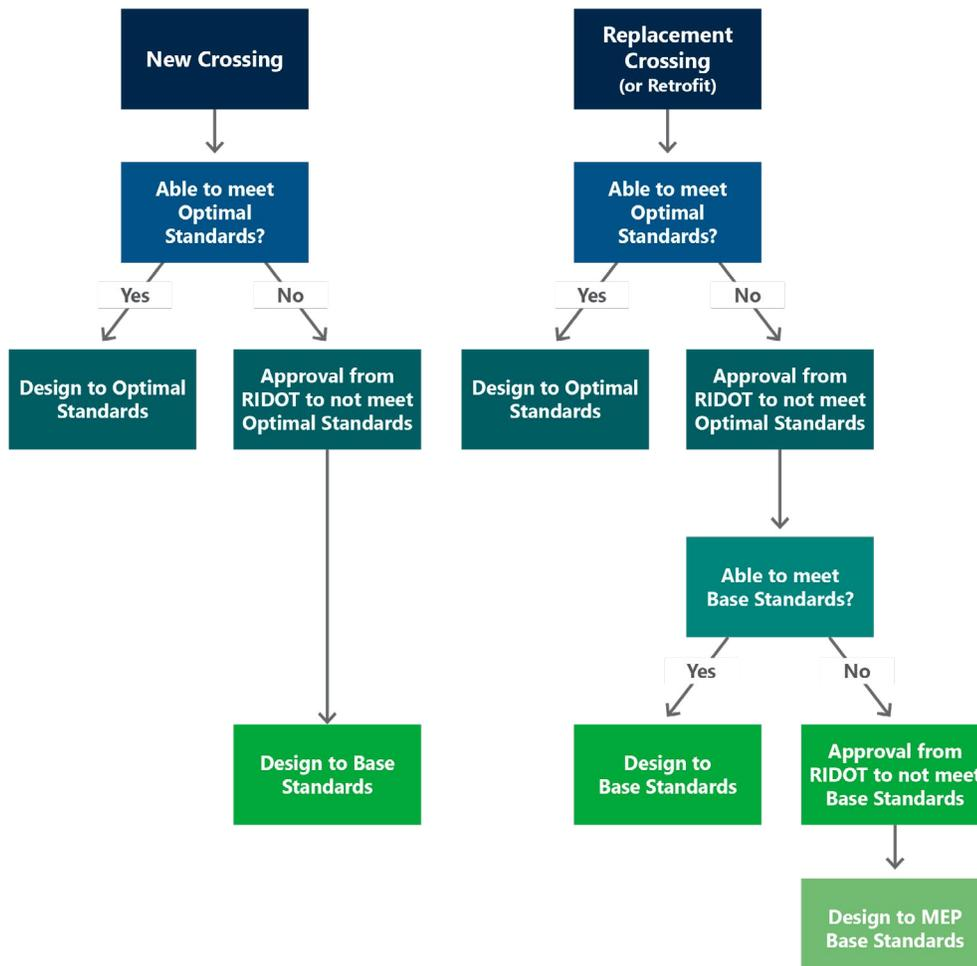 New Crossing
Able to meet
Optimal
Standards?
Yes
No
Design to Optimal
Standards
Approval from
RIDOT to not meet
Optimal Standards
Design to Base
Standards
Replacement
Crossing
(or Retrofit)
Able to meet
Optimal
Standards?
Yes
No
Design to Optimal
Standards
Approval from
RIDOT to not meet
Optimal Standards
Able to meet
Base Standards?
Yes
No
Design to
Base Standards
Approval from
RIDOT to not meet
Base Standards
Design to MEP
Base Standards